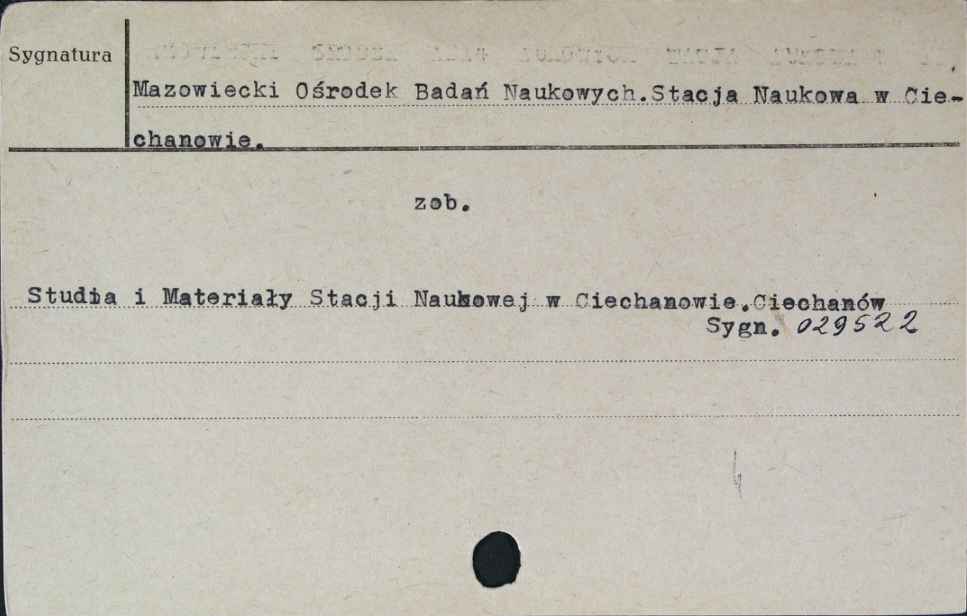 Sygnatura
Mazowiecki Ośrodek Badań Naukowych.Stacja Naukowa w Cie-
chanowie.
zob.
Studia i Materiały Stacji Naukowej w Ciechanowie.Ciechanów
Sygn. 029522